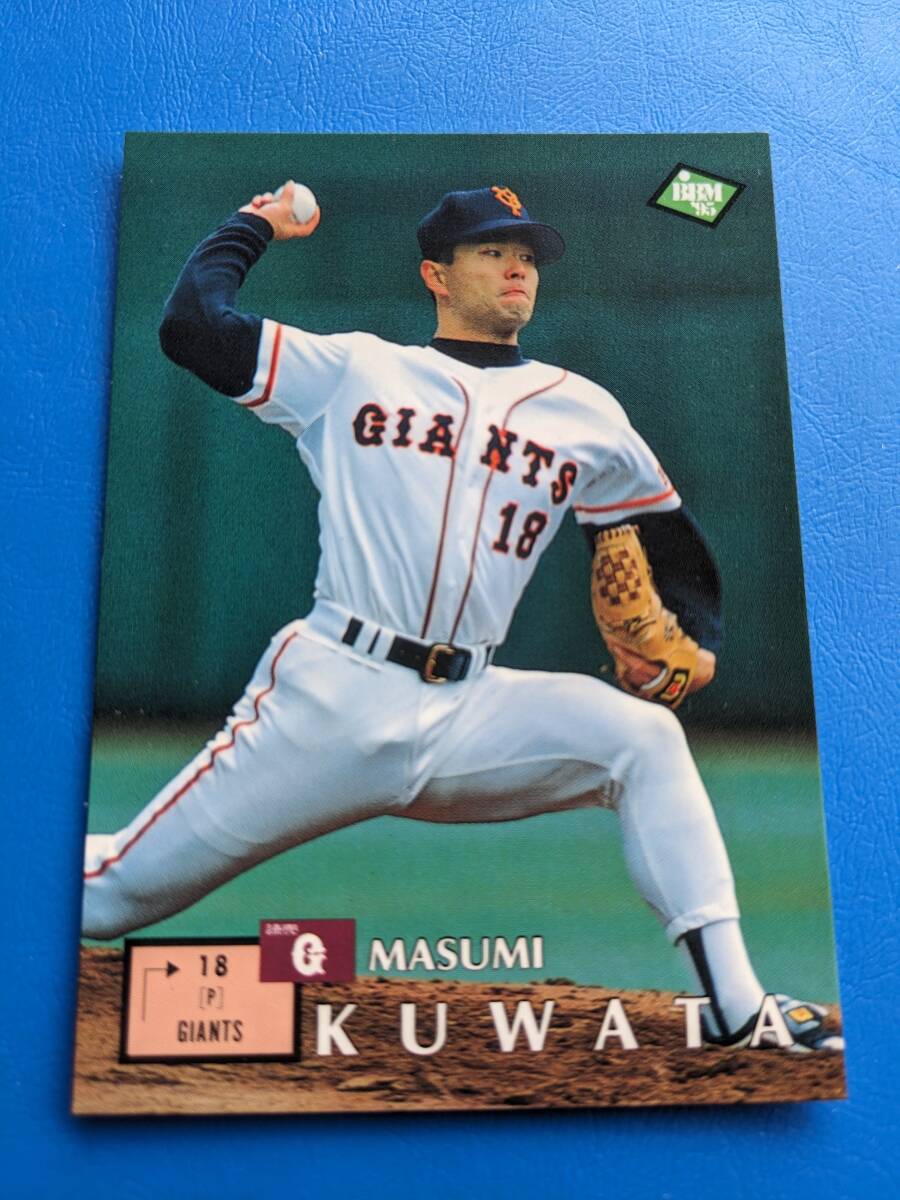 BBM
'95
GIANTS
18
G
MASUMI
18
[P]
GIANTS
KUWATA